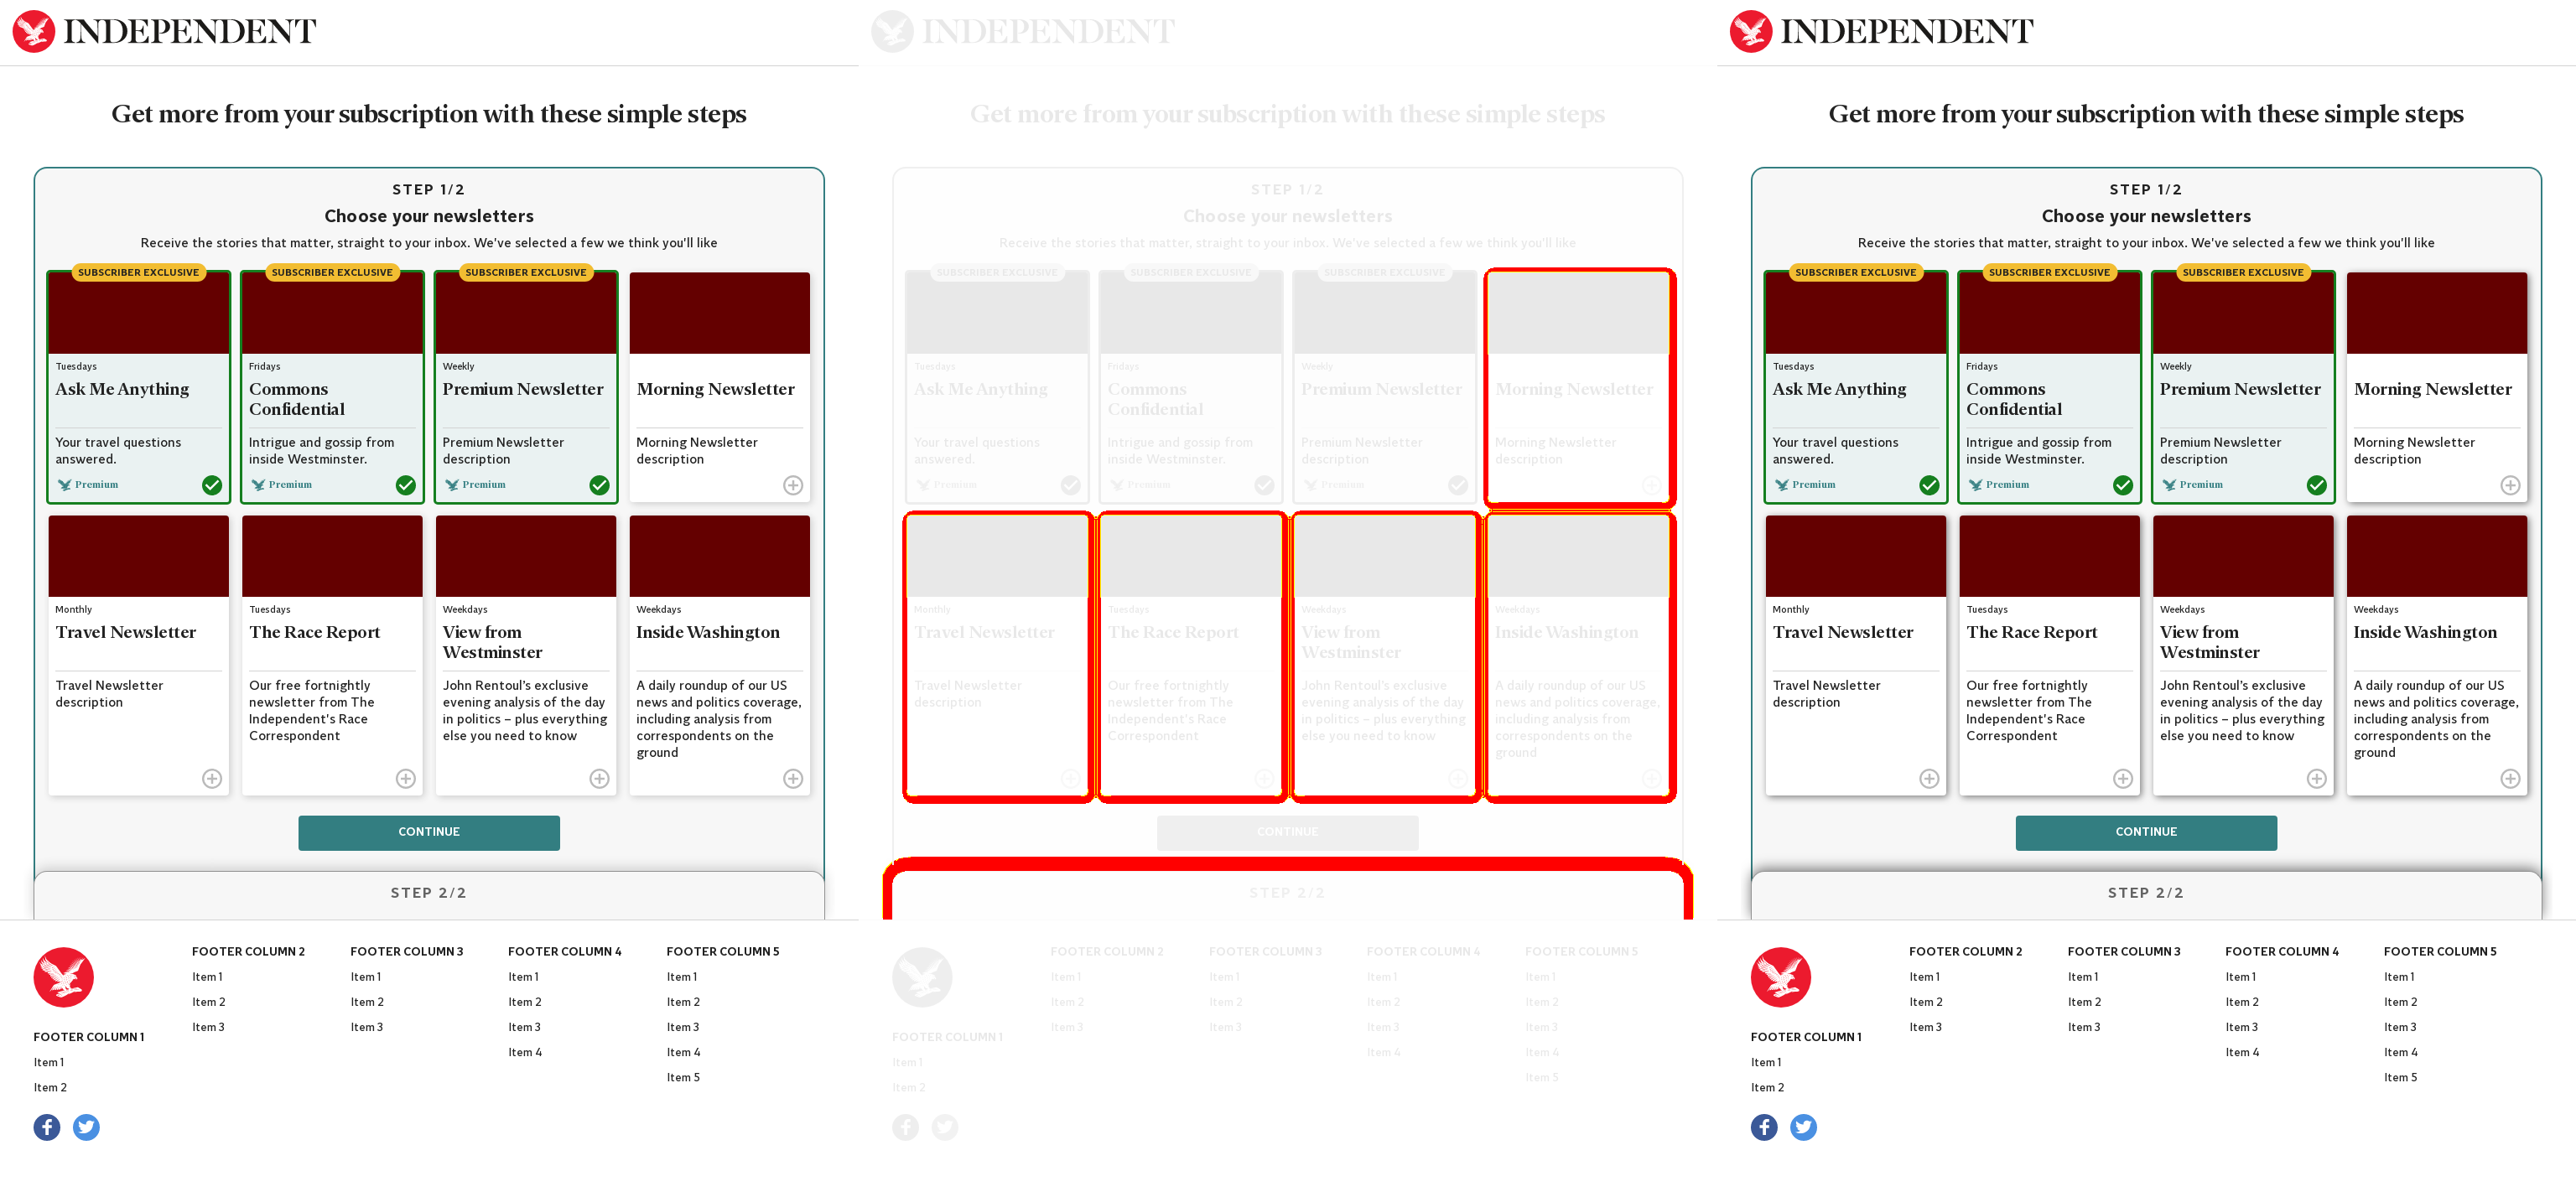 INDEPENDENT
Get more from your subscription with these simple steps
STEP 1/2
Choose your newsletters
Receive the stories that matter, straight to your inbox. We've selected a few we think you'll like
SUBSCRIBER EXCLUSIVE
Tuesdays
Ask Me Anything
Your travel questions
answered.
Premium
SUBSCRIBER EXCLUSIVE
Fridays
Commons
Confidential
Intrigue and gossip from
inside Westminster.
Premium
SUBSCRIBER EXCLUSIVE
Weekly
Premium Newsletter
Premium Newsletter
description
Premium
Morning Newsletter
Morning Newsletter
description
Monthly
Travel Newsletter
Travel Newsletter
description
Tuesdays
The Race Report
Our free fortnightly
newsletter from The
Independent's Race
Correspondent
Weekdays
View from
Westminster
John Rentoul's exclusive
evening analysis of the day
in politics – plus everything
else you need to know
Weekdays
Inside Washington
A daily roundup of our US
news and politics coverage,
including analysis from
correspondents on the
ground
CONTINUE
STEP 2/2
FOOTER COLUMN 1
Item 1
Item 2
FOOTER COLUMN 2
Item 1
Item 2
Item 3
FOOTER COLUMN 3
Item 1
Item 2
Item 3
FOOTER COLUMN 4
Item 1
Item 2
Item 3
Item 4
FOOTER COLUMN 5
Item 1
Item 2
Item 3
Item 4
Item 5
INDEPENDENT
Get more from your subscription with these simple steps
STEP 1/2
Choose your newsletters
Receive the stories that matter, straight to your inbox. We've selected a few we think you'll like
SUBSCRIBER EXCLUSIVE
Tuesdays
Ask Me Anything
Your travel questions
answered.
Premium
SUBSCRIBER EXCLUSIVE
Fridays
Commons
Confidential
Intrigue and gossip from
inside Westminster.
Premium
SUBSCRIBER EXCLUSIVE
Weekly
Premium Newsletter
Premium Newsletter
description
Premium
Morning Newsletter
Morning Newsletter
description
Monthly
Travel Newsletter
Travel Newsletter
description
Tuesdays
The Race Report
Our free fortnightly
newsletter from The
Independent's Race
Correspondent
Weekdays
View from
Westminster
John Rentoul's exclusive
evening analysis of the day
in politics – plus everything
else you need to know
Weekdays
Inside Washington
A daily roundup of our US
news and politics coverage,
including analysis from
correspondents on the
ground
CONTINUE
STEP 2/2
FOOTER COLUMN 1
Item 1
Item 2
FOOTER COLUMN 2
Item 1
Item 2
Item 3
FOOTER COLUMN 3
Item 1
Item 2
Item 3
FOOTER COLUMN 4
Item 1
Item 2
Item 3
Item 4
FOOTER COLUMN 5
Item 1
Item 2
Item 3
Item 4
Item 5
INDEPENDENT
Get more from your subscription with these simple steps
STEP 1/2
Choose your newsletters
Receive the stories that matter, straight to your inbox. We've selected a few we think you'll like
SUBSCRIBER EXCLUSIVE
Tuesdays
Ask Me Anything
Your travel questions
answered.
Premium
SUBSCRIBER EXCLUSIVE
Fridays
Commons
Confidential
Intrigue and gossip from
inside Westminster.
Premium
SUBSCRIBER EXCLUSIVE
Weekly
Premium Newsletter
Premium Newsletter
description
Premium
Morning Newsletter
Morning Newsletter
description
Monthly
Travel Newsletter
Travel Newsletter
description
Tuesdays
The Race Report
Our free fortnightly
newsletter from The
Independent's Race
Correspondent
Weekdays
View from
Westminster
John Rentoul's exclusive
evening analysis of the day
in politics – plus everything
else you need to know
Weekdays
Inside Washington
A daily roundup of our US
news and politics coverage,
including analysis from
correspondents on the
ground
CONTINUE
STEP 2/2
FOOTER COLUMN 1
Item 1
Item 2
FOOTER COLUMN 2
Item 1
Item 2
Item 3
FOOTER COLUMN 3
Item 1
Item 2
Item 3
FOOTER COLUMN 4
Item 1
Item 2
Item 3
Item 4
FOOTER COLUMN 5
Item 1
Item 2
Item 3
Item 4
Item 5